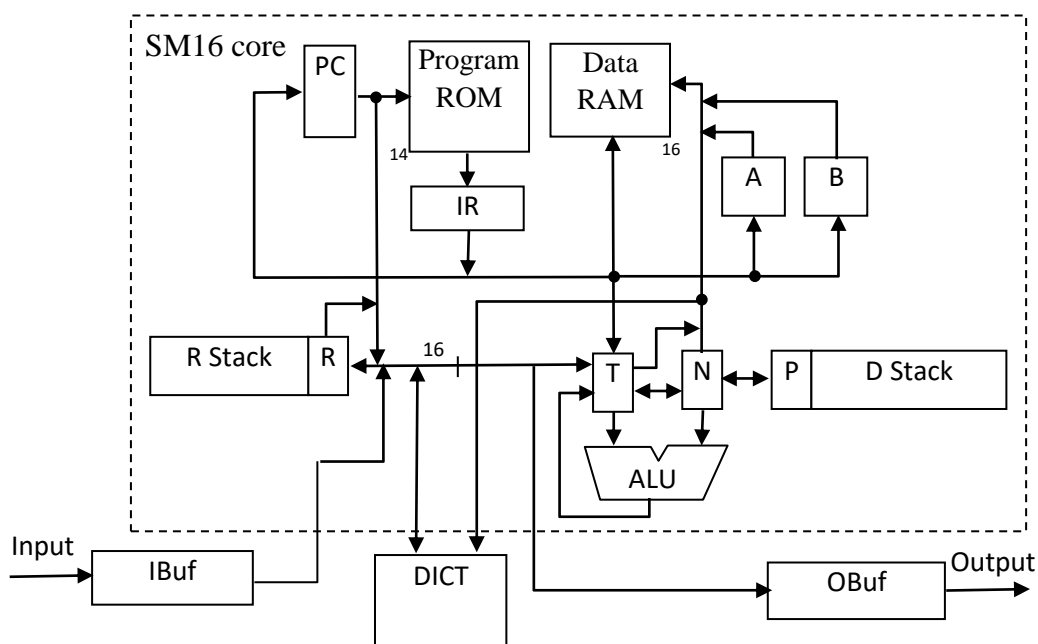 SM16 core
PC
Program
ROM
Data
RAM
14
16
A
B
IR
16
R Stack
R
T
N
P
D Stack
ALU
Input
IBuf
DICT
OBuf
Output